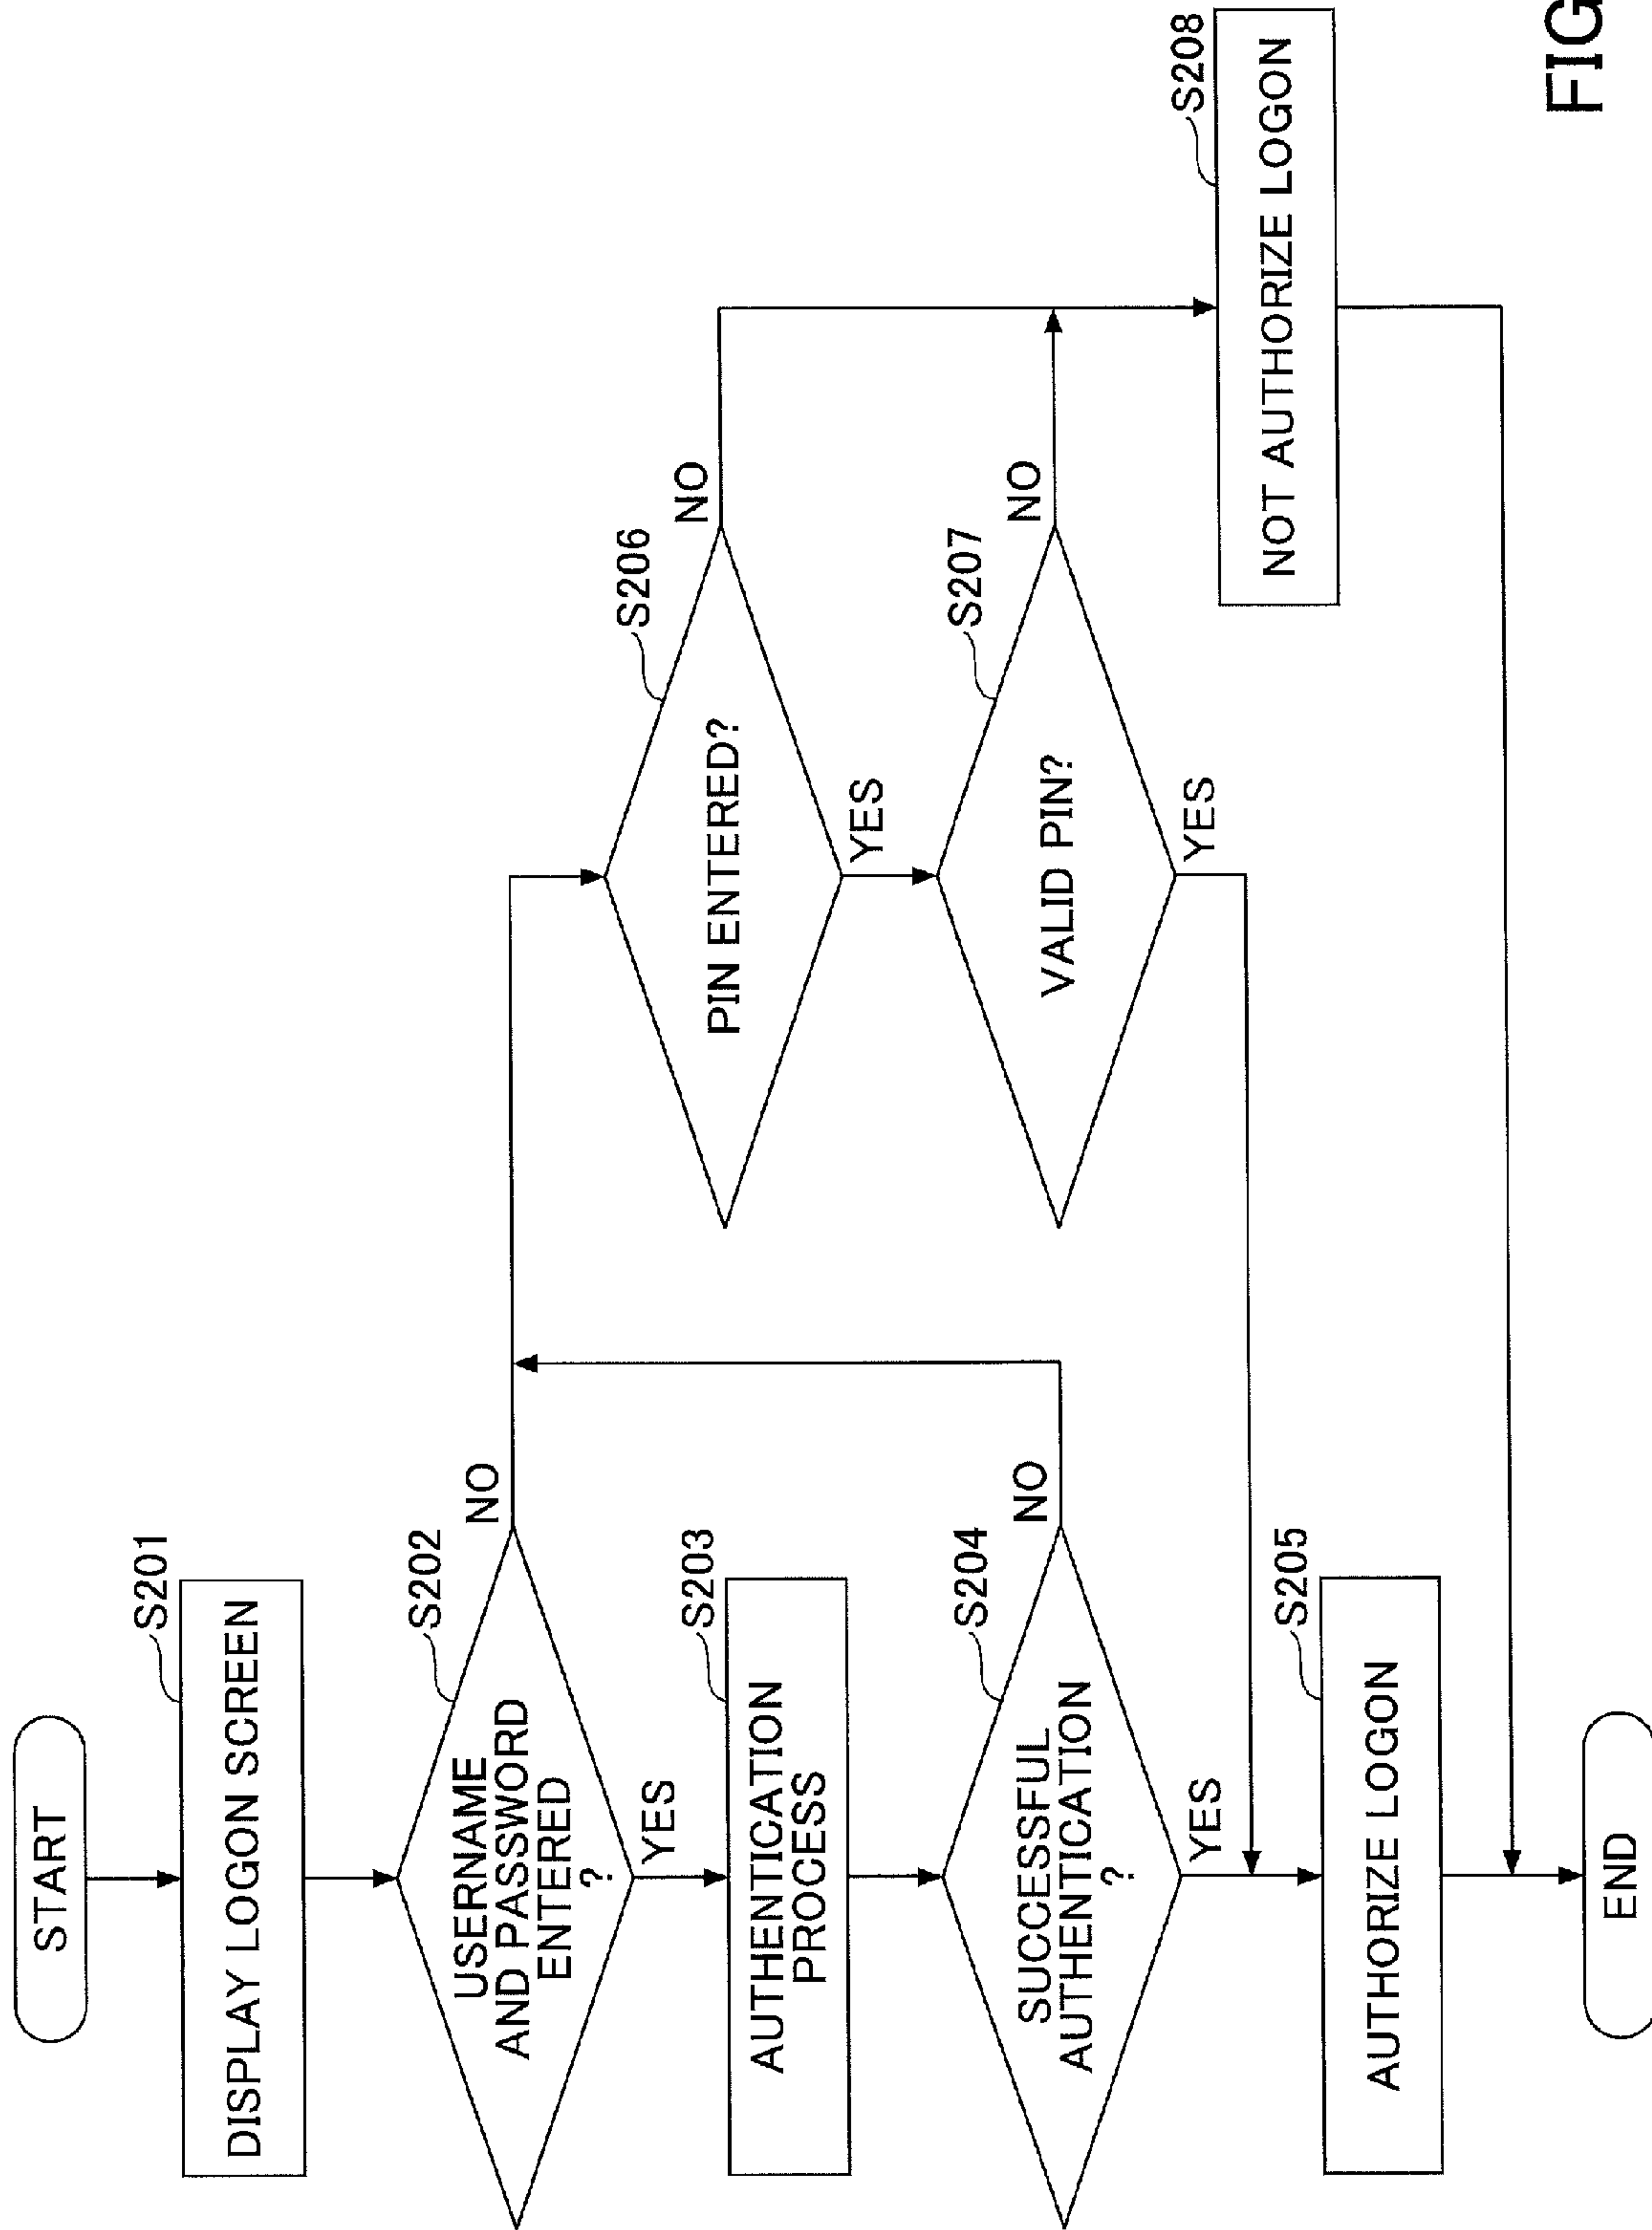 START
S201
DISPLAY LOGON SCREEN
S202
USERNAME
AND PASSWORD
ENTERED
?
NO
YES
S203
AUTHENTICATION
PROCESS
S204
SUCCESSFUL
AUTHENTICATION
?
NO
YES
S205
AUTHORIZE LOGON
END
S206
PIN ENTERED?
NO
YES
S207
VALID PIN?
NO
YES
S208
NOT AUTHORIZE LOGON
FIG